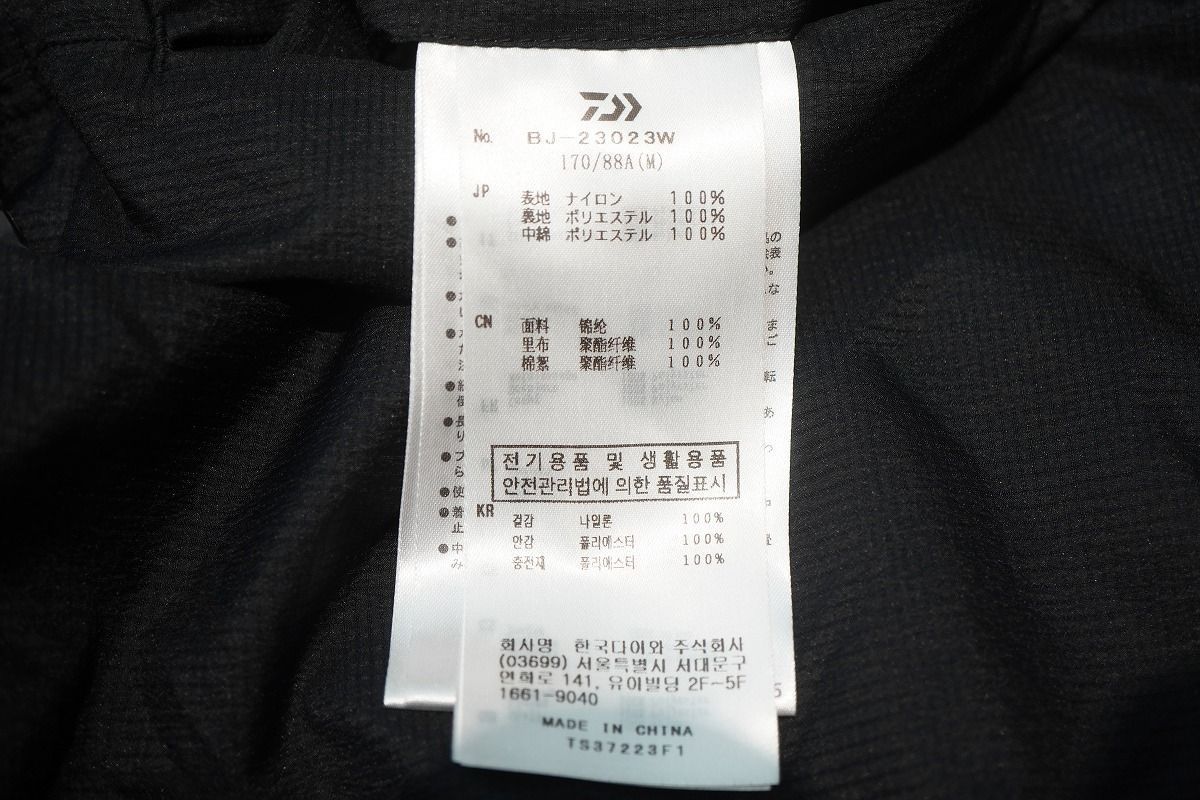 No. BJ-23023W
170/88A(M)
JP 表地 ナイロン 100%
裏地 ポリエステル 100%
中綿 ポリエステル 100%
CN 面料 锦纶 100%
里布 聚酯纤维 100%
棉絮 聚酯纤维 100%
전기용품 및 생활용품
안전관리법에 의한 품질표시
KR 겉감 나일론 100%
안감 폴리에스터 100%
충전재 폴리에스터 100%
회사명 한국다이와 주식회사
(03699) 서울특별시 서대문구
연희로 141, 유이빌딩 2F~5F
1661-9040
MADE IN CHINA
TS37223F1